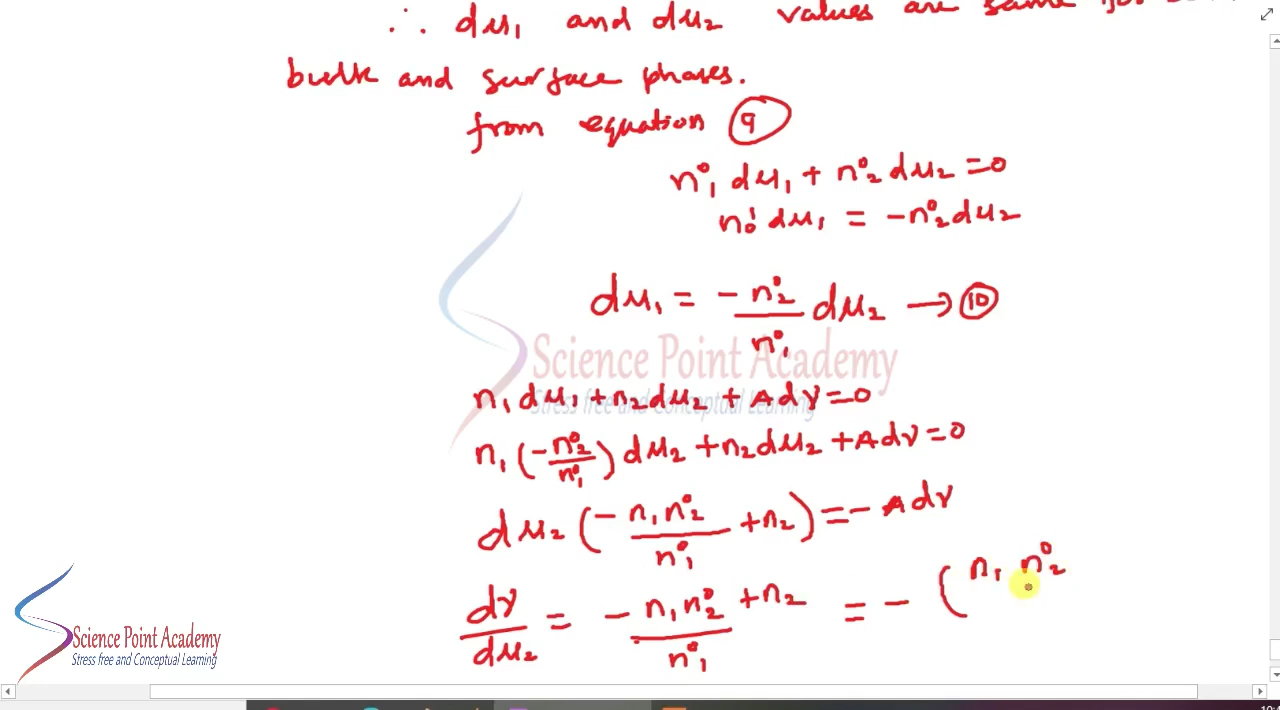 ∴ dμ₁ and dμ₂ values are same for
bulk and surface phases.
from equation ⑨
n°₁ dμ₁ + n°₂ dμ₂ = 0
n°₁ dμ₁ = - n°₂ dμ₂
dμ₁ = - n°₂/n°₁ dμ₂ → ⑩
Science Point Academy
Stress free and Conceptual Learning
n₁ dμ₁ + n₂ dμ₂ + A dγ = 0
n₁ (- n°₂/n°₁) dμ₂ + n₂ dμ₂ + A dγ = 0
dμ₂ (- n₁ n°₂/n°₁ + n₂) = - A dγ
dγ/dμ₂ = - n₁ n°₂/n°₁ + n₂ = - ( n₁ n°₂
Science Point Academy
Stress free and Conceptual Learning